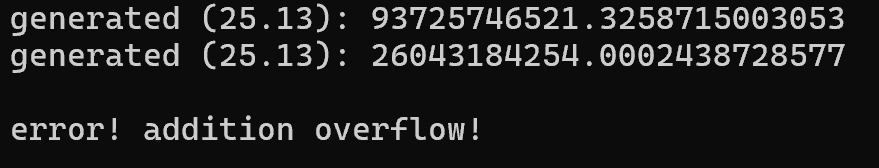 generated (25.13): 93725746521.3258715003053
generated (25.13): 26043184254.0002438728577
error! addition overflow!